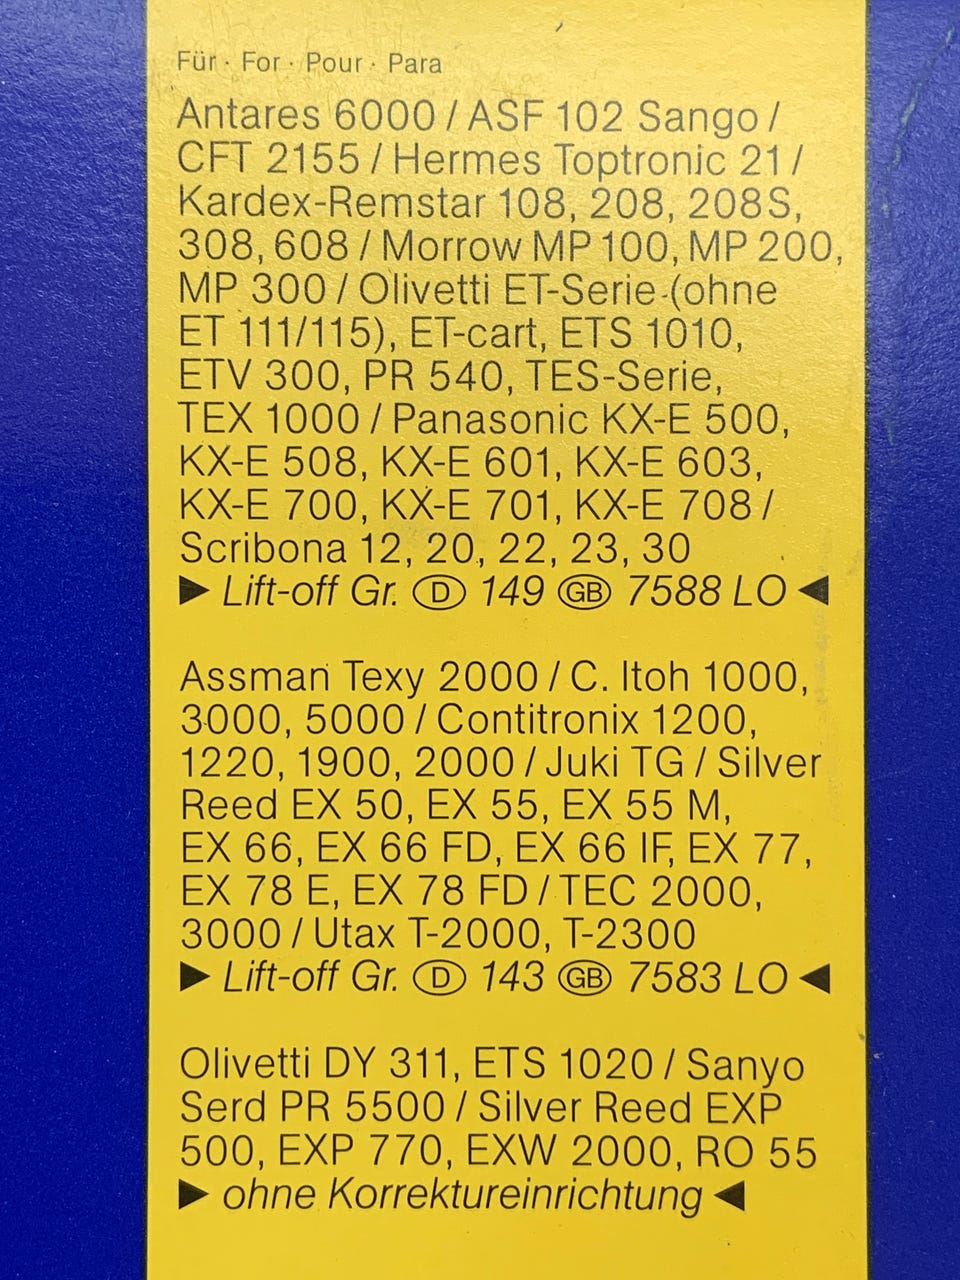 Für · For · Pour · Para
Antares 6000 / ASF 102 Sango /
CFT 2155 / Hermes Toptronic 21 /
Kardex-Remstar 108, 208, 208S,
308, 608 / Morrow MP 100, MP 200,
MP 300 / Olivetti ET-Serie (ohne
ET 111/115), ET-cart, ETS 1010,
ETV 300, PR 540, TES-Serie,
TEX 1000 / Panasonic KX-E 500,
KX-E 508, KX-E 601, KX-E 603,
KX-E 700, KX-E 701, KX-E 708 /
Scribona 12, 20, 22, 23, 30
▶ Lift-off Gr. Ⓓ 149 GB 7588 LO ◀
Assman Texy 2000 / C. Itoh 1000,
3000, 5000 / Contitronix 1200,
1220, 1900, 2000 / Juki TG / Silver
Reed EX 50, EX 55, EX 55 M,
EX 66, EX 66 FD, EX 66 IF, EX 77,
EX 78 E, EX 78 FD / TEC 2000,
3000 / Utax T-2000, T-2300
▶ Lift-off Gr. Ⓓ 143 GB 7583 LO ◀
Olivetti DY 311, ETS 1020 / Sanyo
Serd PR 5500 / Silver Reed EXP
500, EXP 770, EXW 2000, RO 55
▶ ohne Korrektureinrichtung ◀